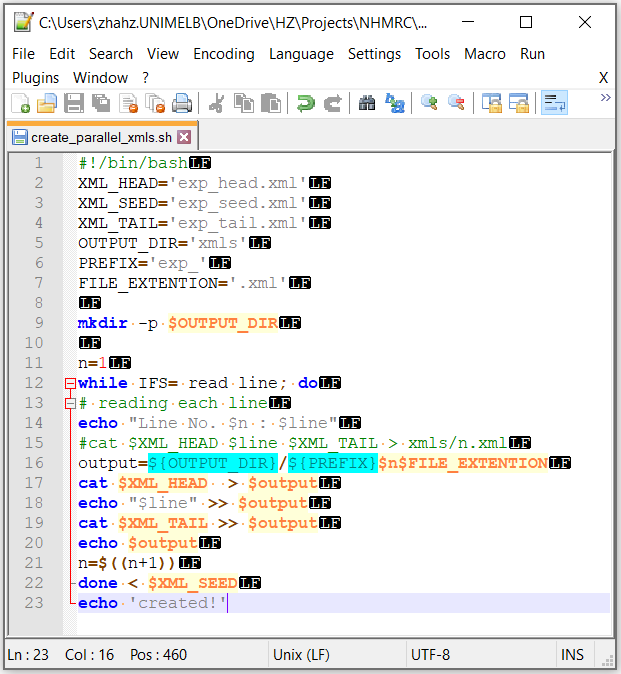 C:\Users\zhahz.UNIMELB\OneDrive\HZ\Projects\NHMRC\...
File Edit Search View Encoding Language Settings Tools Macro Run
Plugins Window ? X
create_parallel_xmls.sh
1 #!/bin/bashLF
2 XML_HEAD='exp_head.xml'LF
3 XML_SEED='exp_seed.xml'LF
4 XML_TAIL='exp_tail.xml'LF
5 OUTPUT_DIR='xmls'LF
6 PREFIX='exp_'LF
7 FILE_EXTENTION='.xml'LF
8 LF
9 mkdir -p $OUTPUT_DIRLF
10 LF
11 n=1LF
12 while IFS= read line; doLF
13 # reading each lineLF
14 echo "Line No. $n : $line"LF
15 #cat $XML_HEAD $line $XML_TAIL > xmls/n.xmlLF
16 output=${OUTPUT_DIR}/${PREFIX}$n$FILE_EXTENTIONLF
17 cat $XML_HEAD  > $outputLF
18 echo "$line" >> $outputLF
19 cat $XML_TAIL >> $outputLF
20 echo $outputLF
21 n=$((n+1))LF
22 done < $XML_SEEDLF
23 echo 'created!'
Ln : 23 Col : 16 Pos : 460 Unix (LF) UTF-8 INS